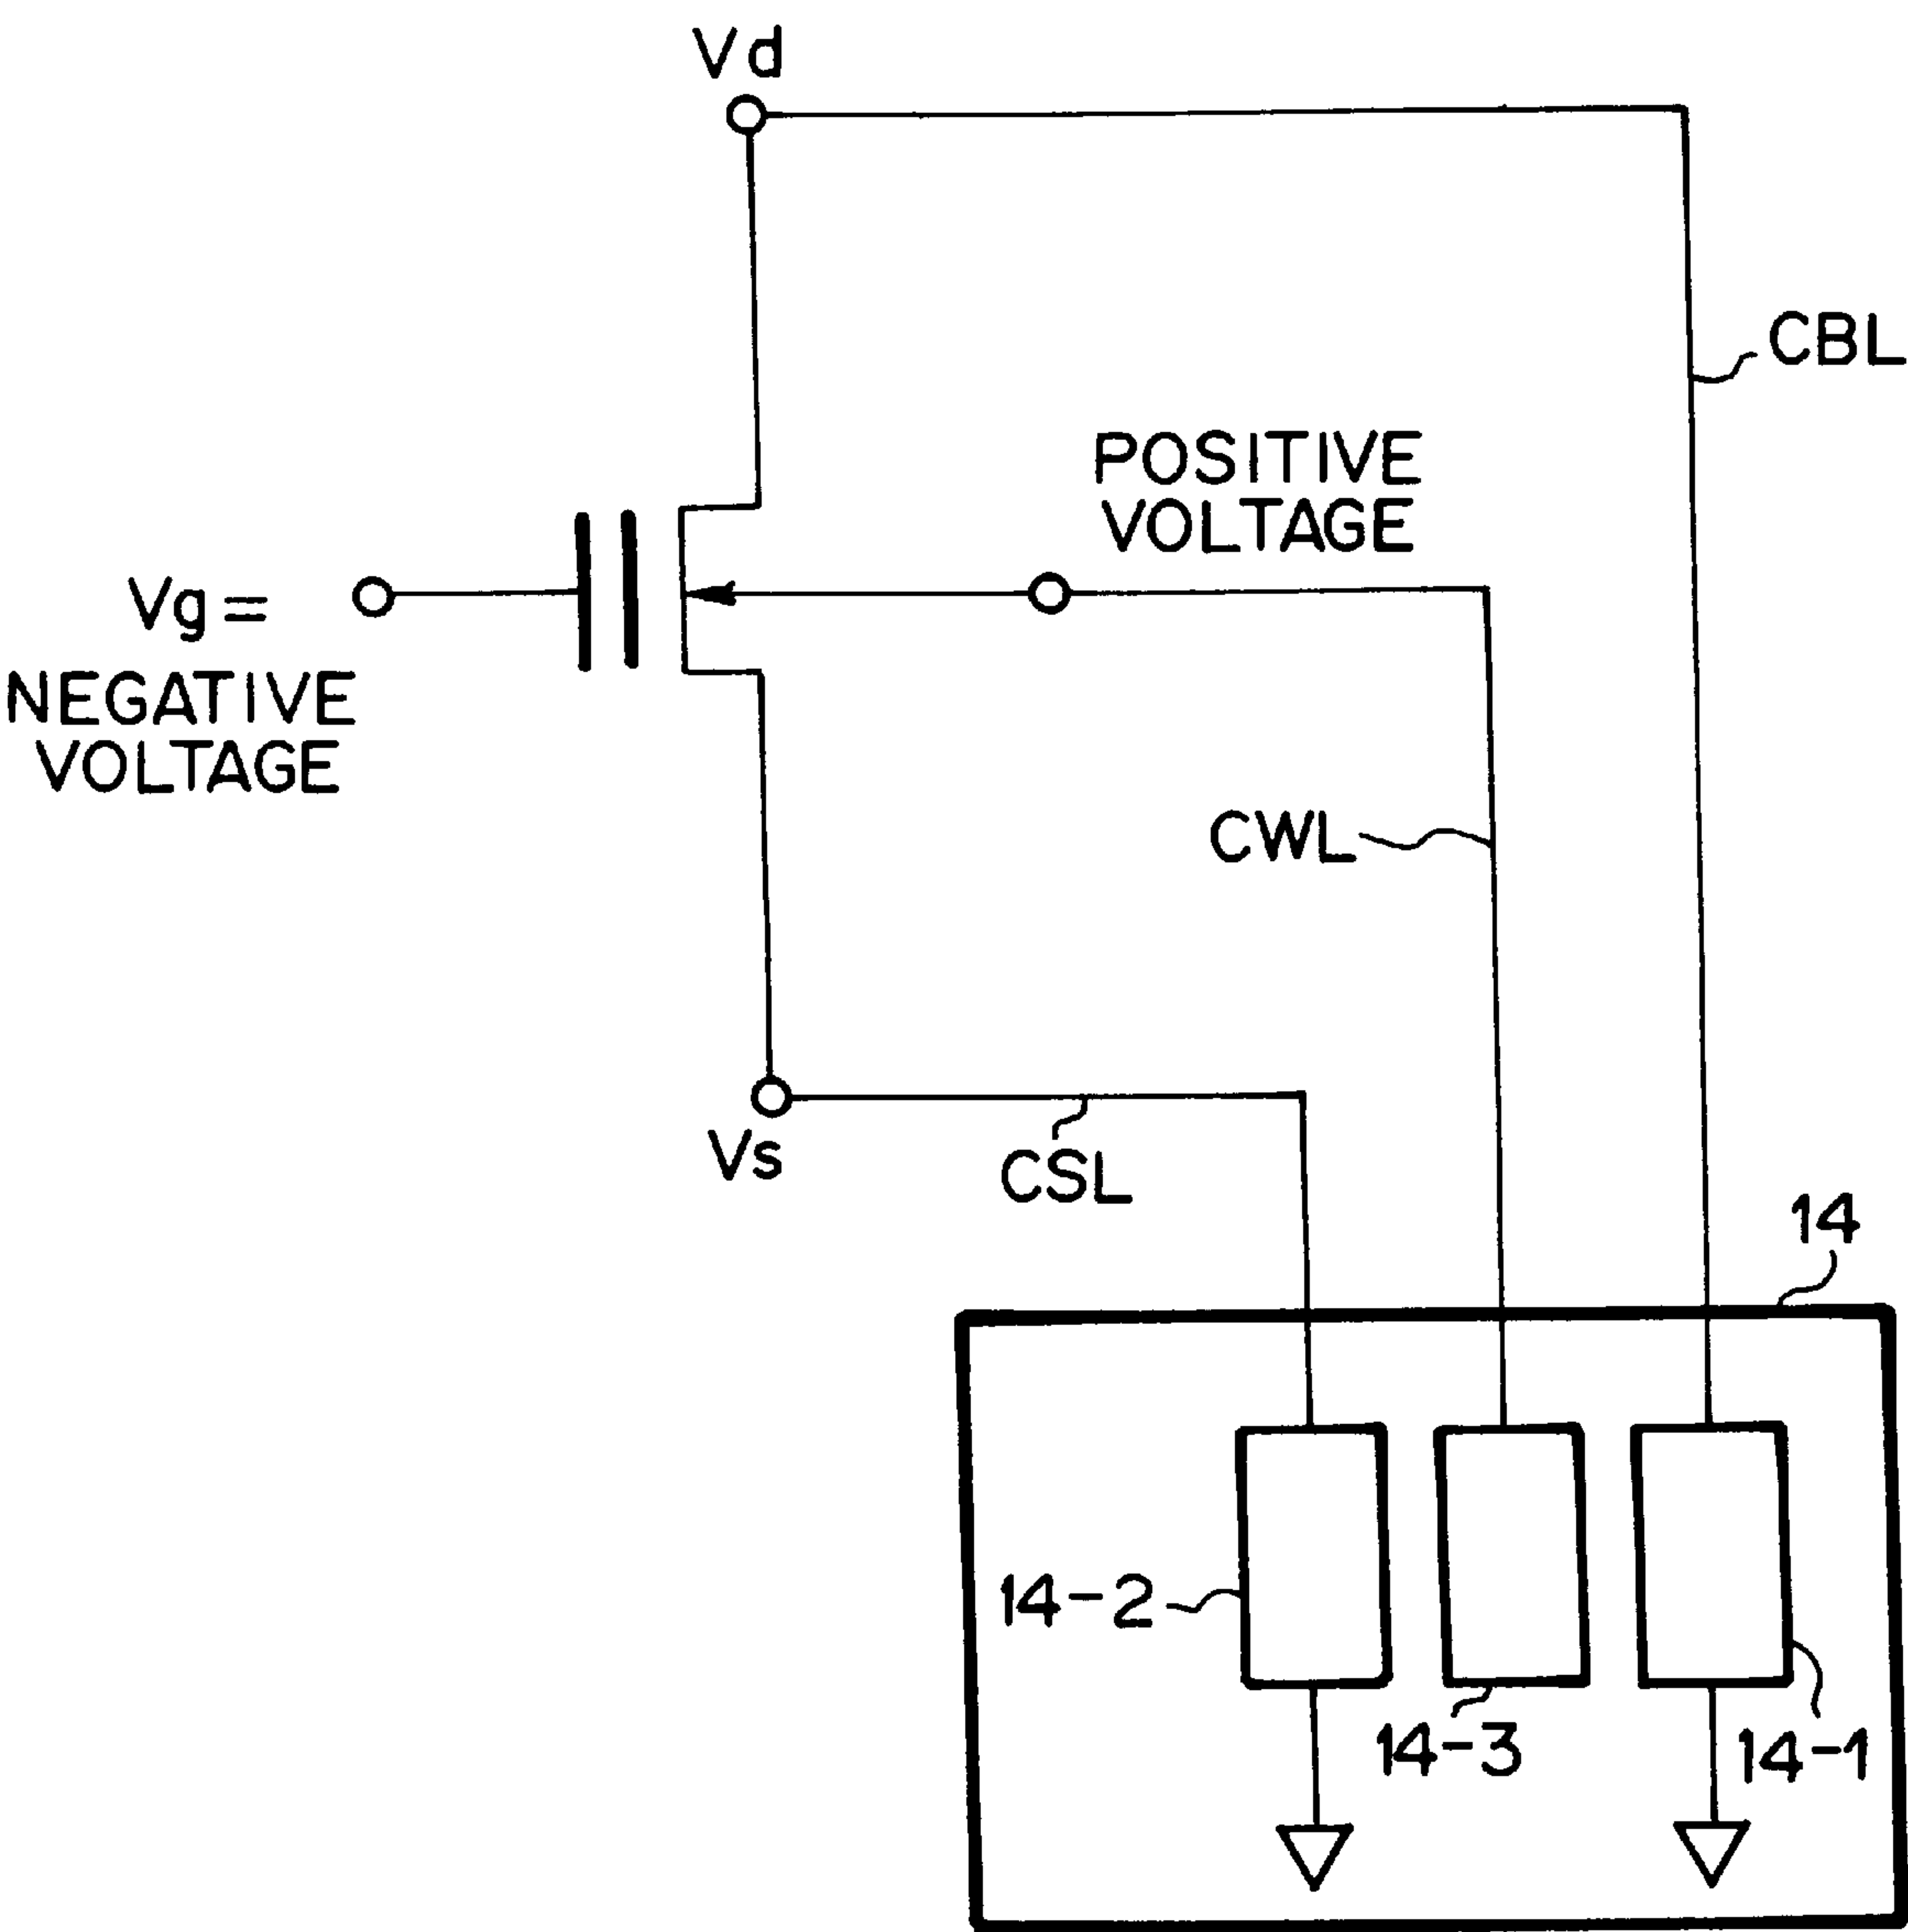 Vd
CBL
POSITIVE
VOLTAGE
Vg=
NEGATIVE
VOLTAGE
CWL
Vs
CSL
14
14-2
14-3
14-1